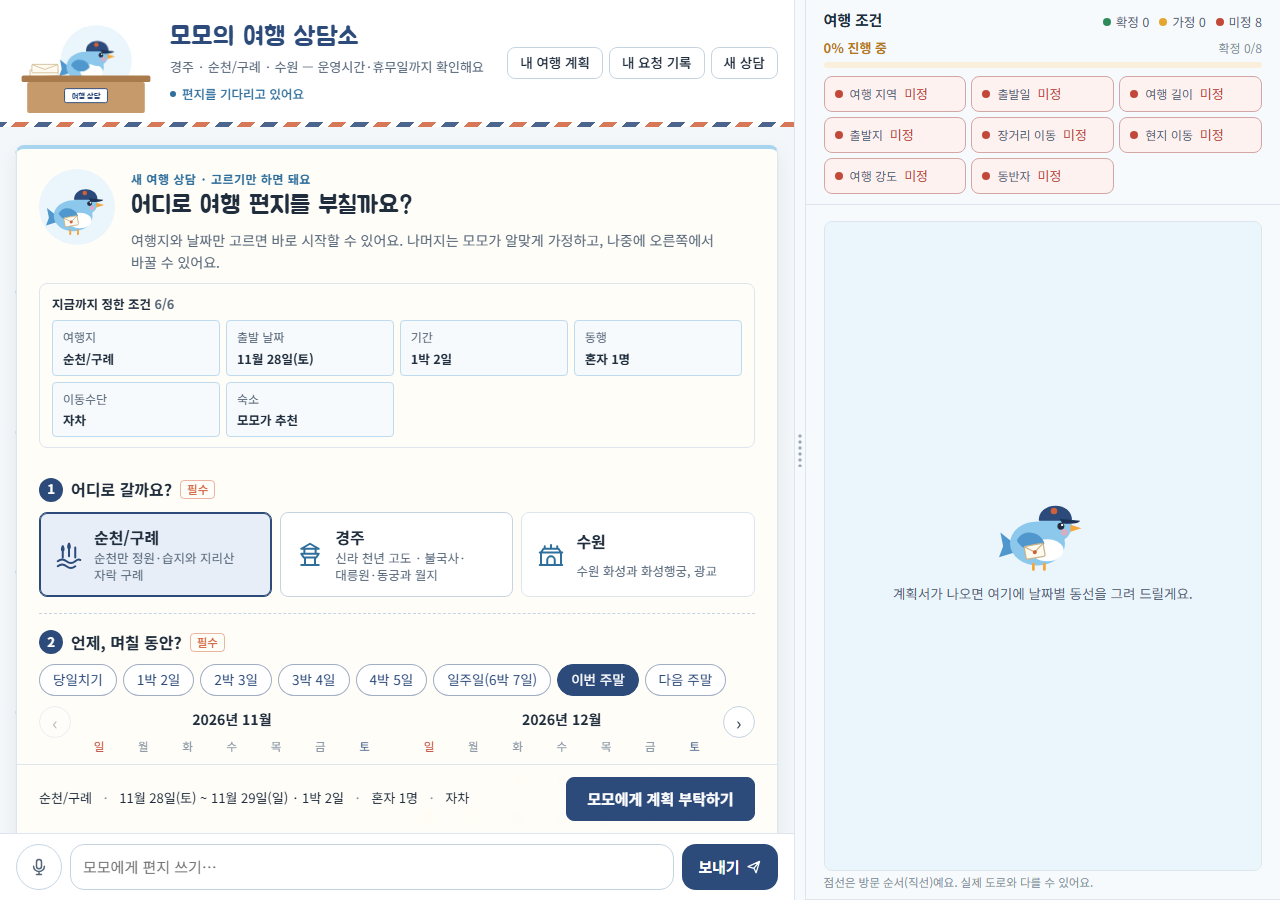 여행 상담
모모의 여행 상담소
경주 · 순천/구례 · 수원 — 운영시간·휴무일까지 확인해요
편지를 기다리고 있어요
내 여행 계획
내 요청 기록
새 상담
새 여행 상담 · 고르기만 하면 돼요
어디로 여행 편지를 부칠까요?
여행지와 날짜만 고르면 바로 시작할 수 있어요. 나머지는 모모가 알맞게 가정하고, 나중에 오른쪽에서
바꿀 수 있어요.
지금까지 정한 조건 6/6
여행지
순천/구례
출발 날짜
11월 28일(토)
기간
1박 2일
동행
혼자 1명
이동수단
자차
숙소
모모가 추천
1 어디로 갈까요? 필수
순천/구례
순천만 정원·습지와 지리산
자락 구례
경주
신라 천년 고도 · 불국사·
대릉원·동궁과 월지
수원
수원 화성과 화성행궁, 광교
2 언제, 며칠 동안? 필수
당일치기
1박 2일
2박 3일
3박 4일
4박 5일
일주일(6박 7일)
이번 주말
다음 주말
‹ 2026년 11월 2026년 12월 ›
일 월 화 수 목 금 토 일 월 화 수 목 금 토
순천/구례 · 11월 28일(토) ~ 11월 29일(일) · 1박 2일 · 혼자 1명 · 자차
모모에게 계획 부탁하기
모모에게 편지 쓰기…
보내기
여행 조건
확정 0 가정 0 미정 8
0% 진행 중
확정 0/8
여행 지역 미정
출발일 미정
여행 길이 미정
출발지 미정
장거리 이동 미정
현지 이동 미정
여행 강도 미정
동반자 미정
계획서가 나오면 여기에 날짜별 동선을 그려 드릴게요.
점선은 방문 순서(직선)예요. 실제 도로와 다를 수 있어요.